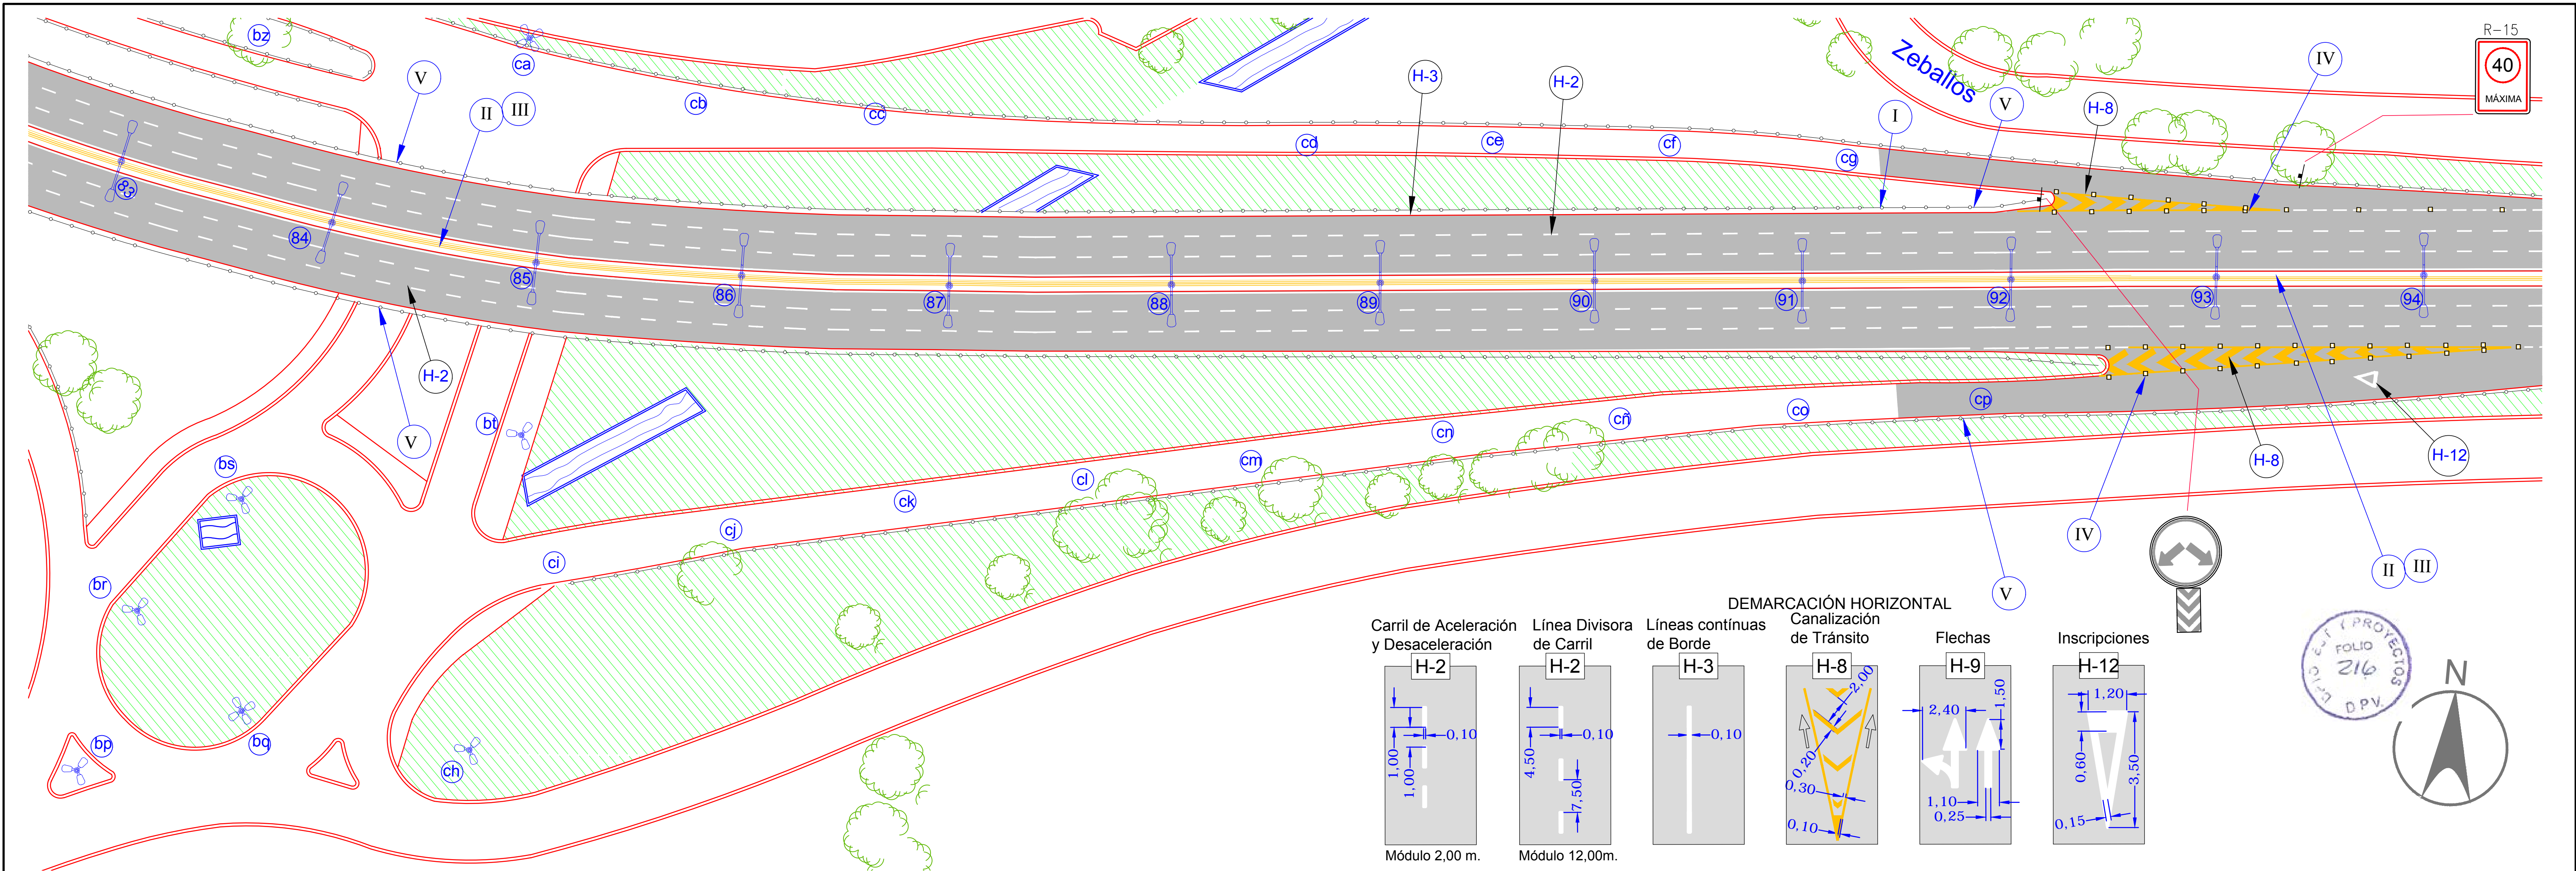 bz
ca
cb
cc
cd
ce
cf
cg
Zeballos
R-15
40
MÁXIMA
V
II
III
H-3
H-2
I
V
H-8
IV
83
84
85
86
87
88
89
90
91
92
93
94
H-2
V
bt
bs
br
bq
bp
ch
ci
cj
ck
cl
cm
cn
cñ
co
cp
V
IV
H-8
H-12
II
III
DEMARCACIÓN HORIZONTAL
Carril de Aceleración
y Desaceleración
H-2
1,00
1,00
0,10
Módulo 2,00 m.
Línea Divisora
de Carril
H-2
4,50
0,10
7,50
Módulo 12,00m.
Líneas contínuas
de Borde
H-3
0,10
Canalización
de Tránsito
H-8
2,00
0,20
0,30
0,10
Flechas
H-9
2,40
1,50
1,10
0,25
Inscripciones
H-12
1,20
0,60
3,50
0,15
Y PROYECTOS
FOLIO
216
D.P.V.
N